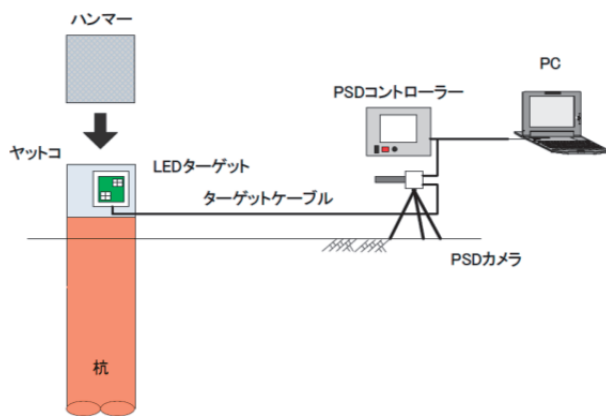 ハンマー
PC
PSDコントローラー
ヤットコ
LEDターゲット
ターゲットケーブル
PSDカメラ
杭